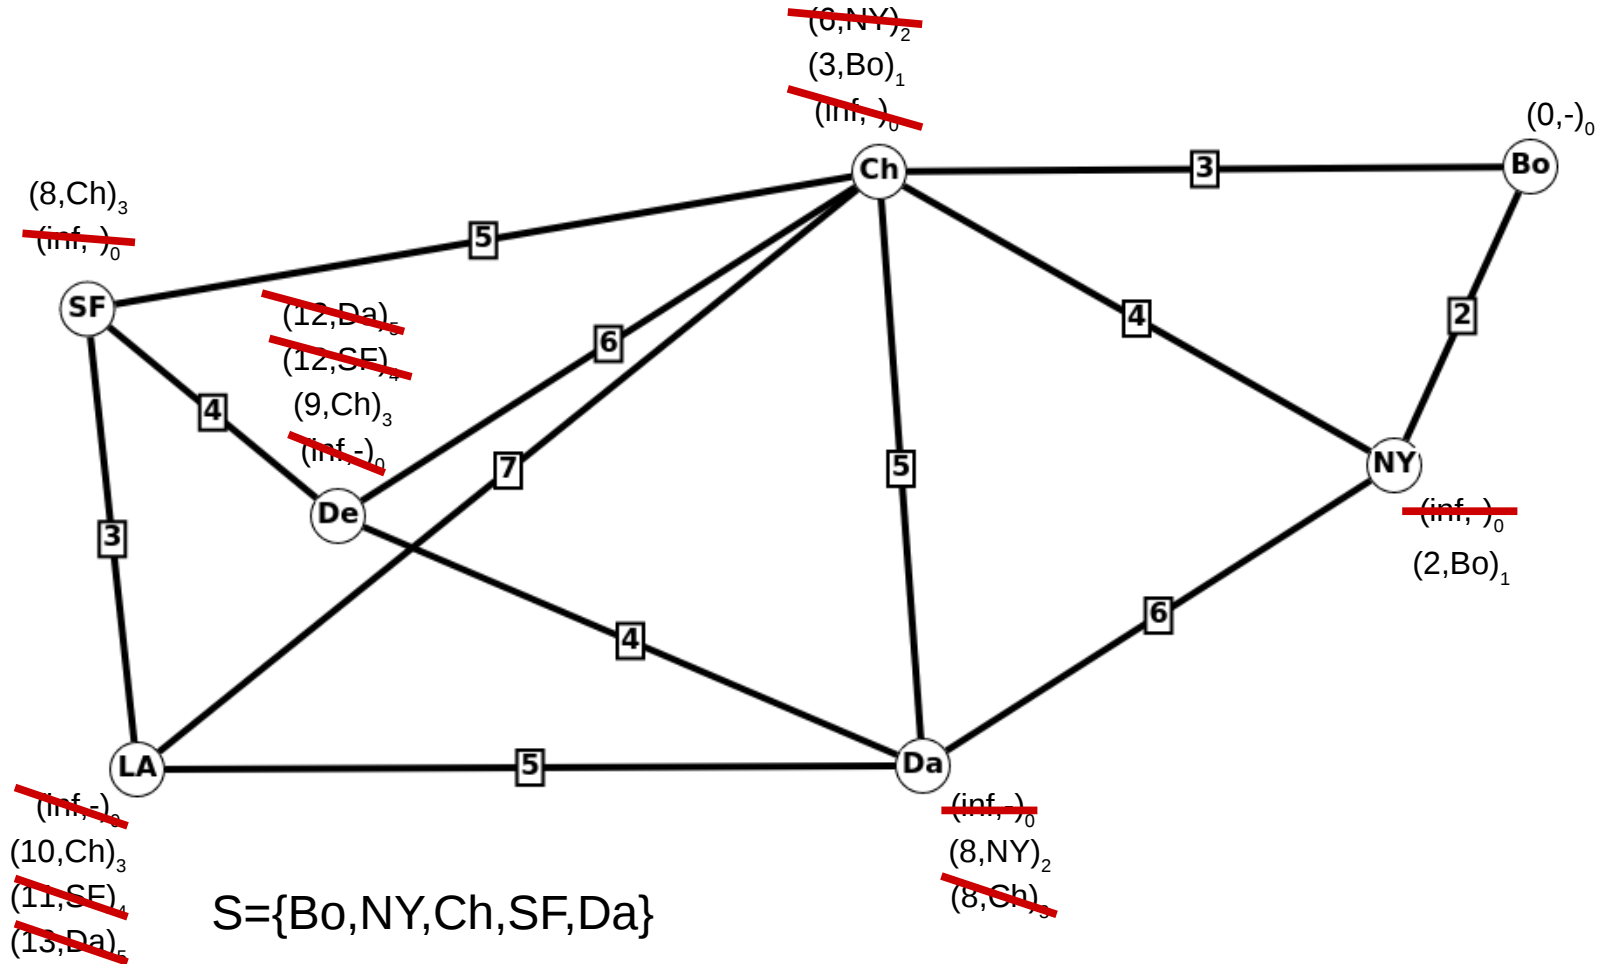 (6,NY)2
(3,Bo)1
(inf,-)0
(0,-)0
Ch
3
Bo
(8,Ch)3
(inf,-)0
5
SF
(12,Da)5
(12,SF)4
(9,Ch)3
(inf,-)0
6
4
2
4
7
5
NY
(inf,-)0
(2,Bo)1
De
3
4
6
LA
5
Da
(inf,-)0
(10,Ch)3
(11,SF)4
(13,Da)5
(inf,-)0
(8,NY)2
(8,Ch)3
S={Bo,NY,Ch,SF,Da}